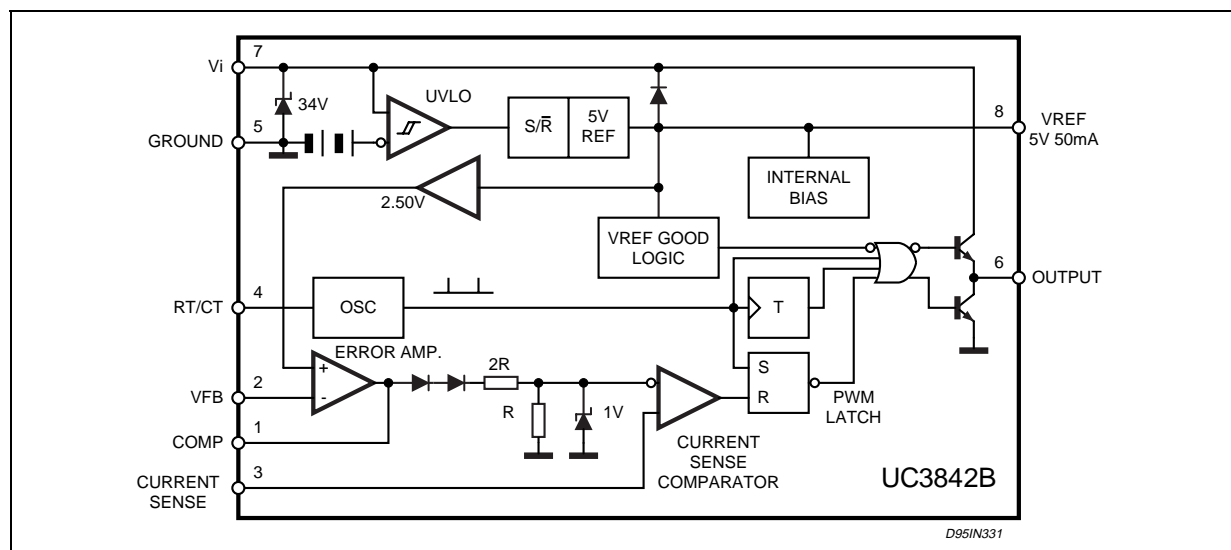 7
Vi
34V
UVLO
S/R̅
5V
REF
8
VREF
5V 50mA
5
GROUND
2.50V
INTERNAL
BIAS
VREF GOOD
LOGIC
6
OUTPUT
4
RT/CT
OSC
T
ERROR AMP.
2R
+
-
2
VFB
R
1V
S
R
PWM
LATCH
1
COMP
CURRENT
SENSE
COMPARATOR
3
CURRENT
SENSE
UC3842B
D95IN331